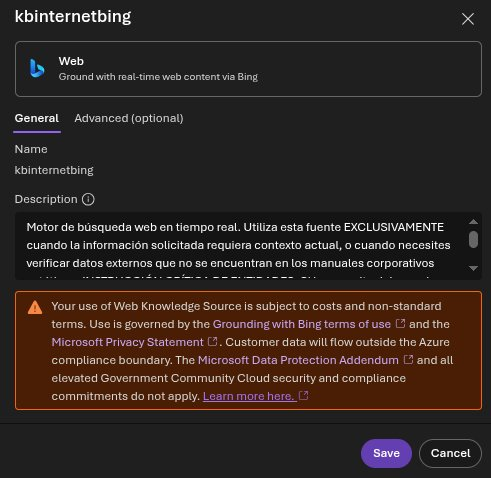 kbinternetbing
Web
Ground with real-time web content via Bing
General Advanced (optional)
Name
kbinternetbing
Description
Motor de búsqueda web en tiempo real. Utiliza esta fuente EXCLUSIVAMENTE
cuando la información solicitada requiera contexto actual, o cuando necesites
verificar datos externos que no se encuentran en los manuales corporativos
Your use of Web Knowledge Source is subject to costs and non-standard
terms. Use is governed by the Grounding with Bing terms of use and the
Microsoft Privacy Statement . Customer data will flow outside the Azure
compliance boundary. The Microsoft Data Protection Addendum and all
elevated Government Community Cloud security and compliance
commitments do not apply. Learn more here.
Save Cancel